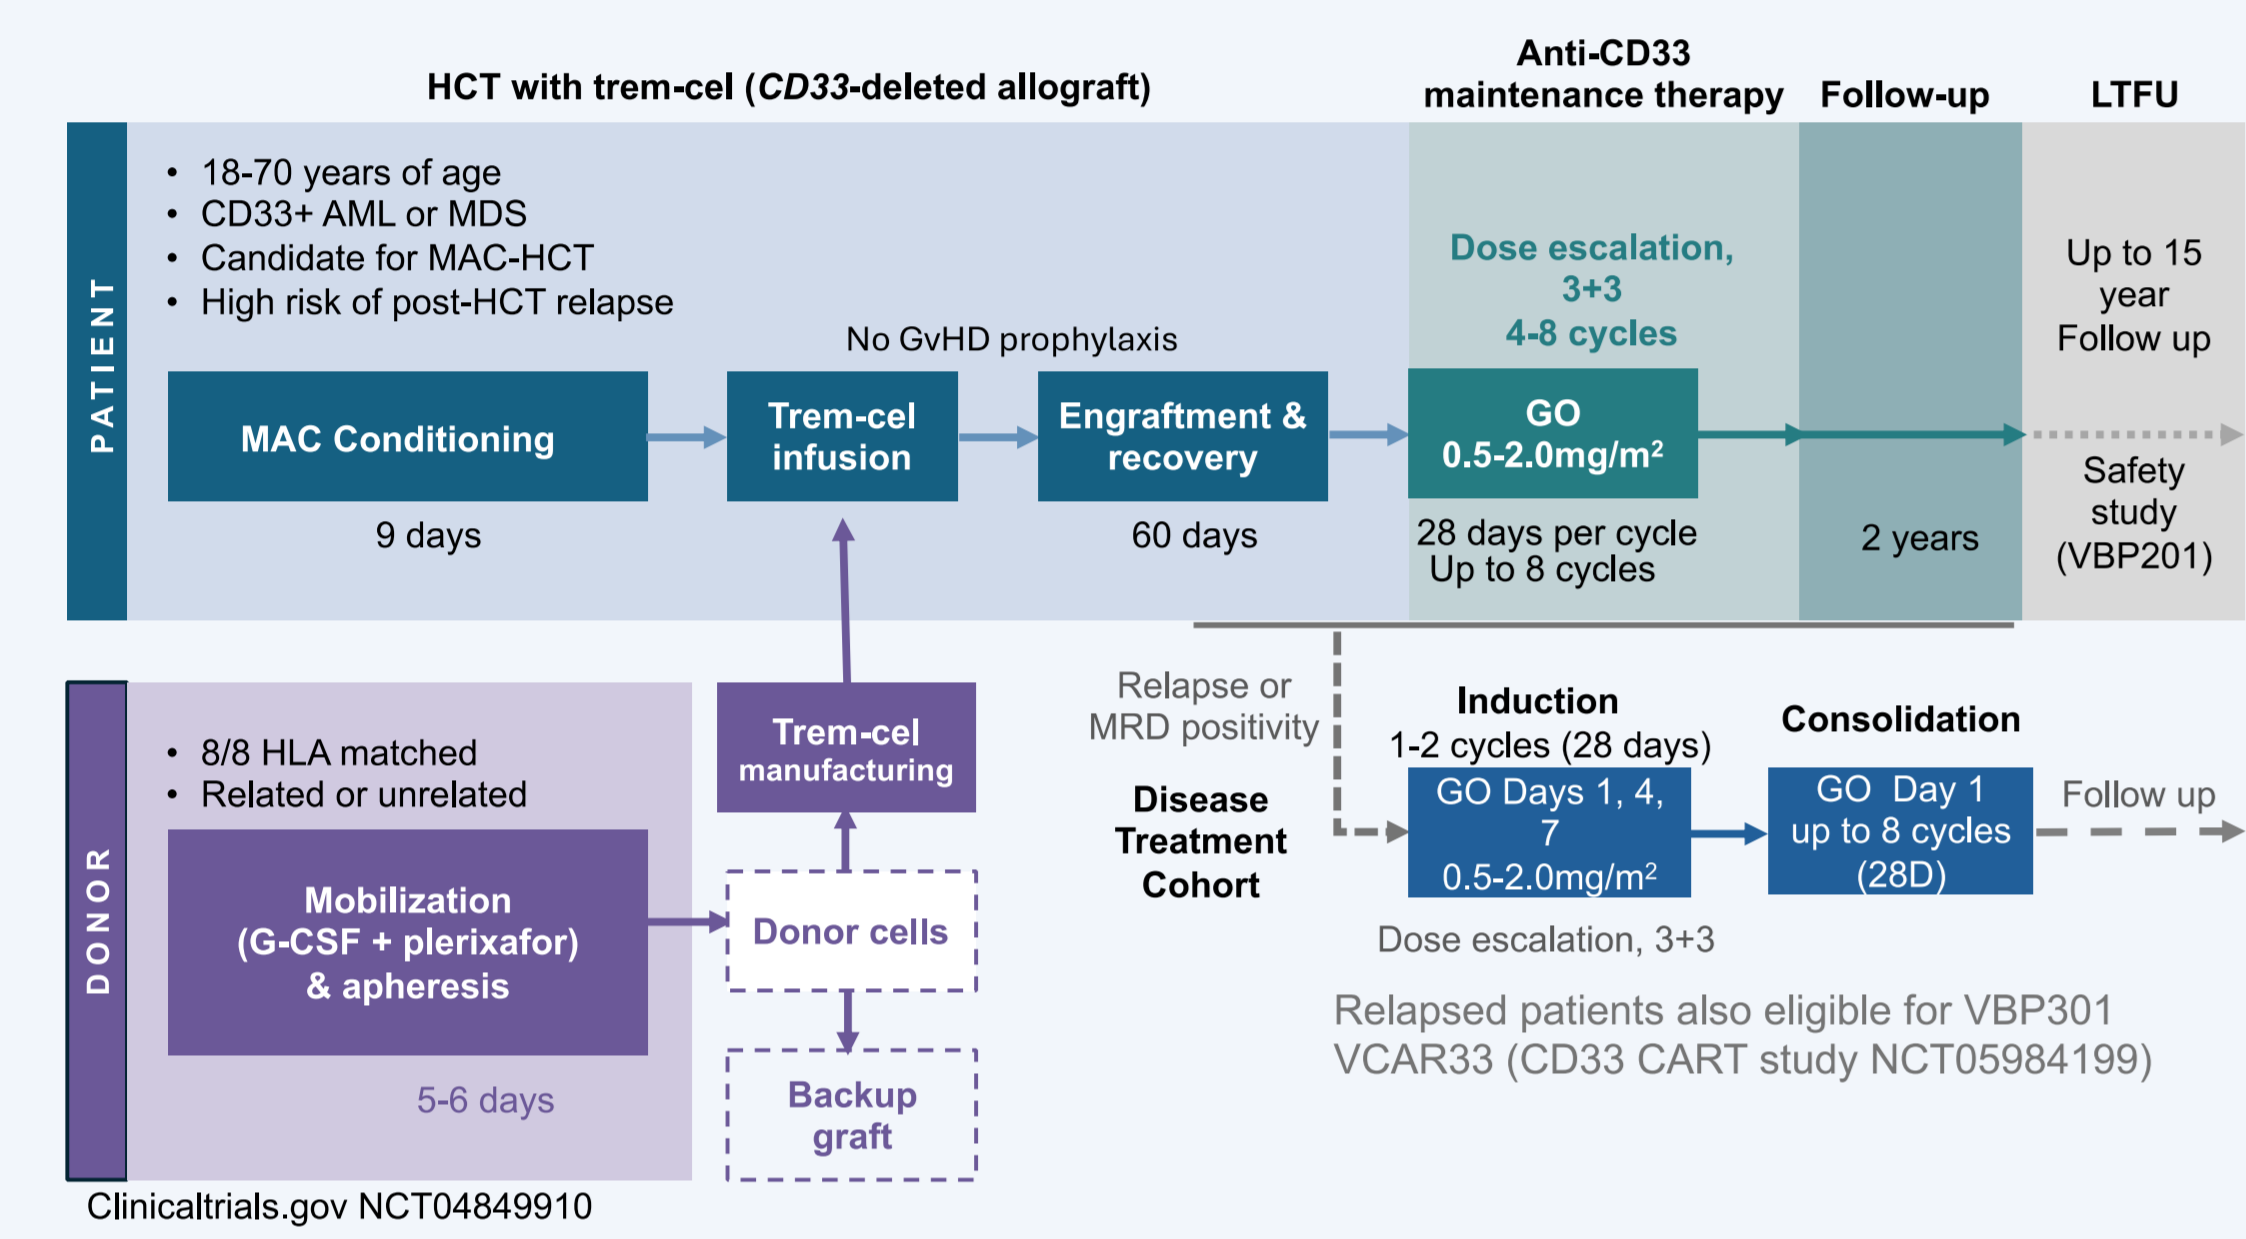 HCT with trem-cel (CD33-deleted allograft)
Anti-CD33
maintenance therapy
Follow-up
LTFU
PATIENT
• 18-70 years of age
• CD33+ AML or MDS
• Candidate for MAC-HCT
• High risk of post-HCT relapse
No GvHD prophylaxis
MAC Conditioning
9 days
Trem-cel
infusion
Engraftment &
recovery
60 days
Dose escalation,
3+3
4-8 cycles
GO
0.5-2.0mg/m²
28 days per cycle
Up to 8 cycles
2 years
Up to 15
year
Follow up
Safety
study
(VBP201)
DONOR
• 8/8 HLA matched
• Related or unrelated
Mobilization
(G-CSF + plerixafor)
& apheresis
5-6 days
Trem-cel
manufacturing
Donor cells
Backup
graft
Relapse or
MRD positivity
Disease
Treatment
Cohort
Induction
1-2 cycles (28 days)
GO Days 1, 4,
7
0.5-2.0mg/m²
Dose escalation, 3+3
Consolidation
GO Day 1
up to 8 cycles
(28D)
Follow up
Relapsed patients also eligible for VBP301
VCAR33 (CD33 CART study NCT05984199)
Clinicaltrials.gov NCT04849910